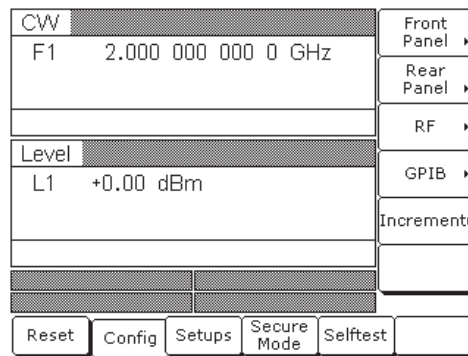 CW
F1 2.000 000 000 0 GHz
Level
L1 +0.00 dBm
Front
Panel
Rear
Panel
RF
GPIB
Increment
Reset
Config
Setups
Secure
Mode
Selftest